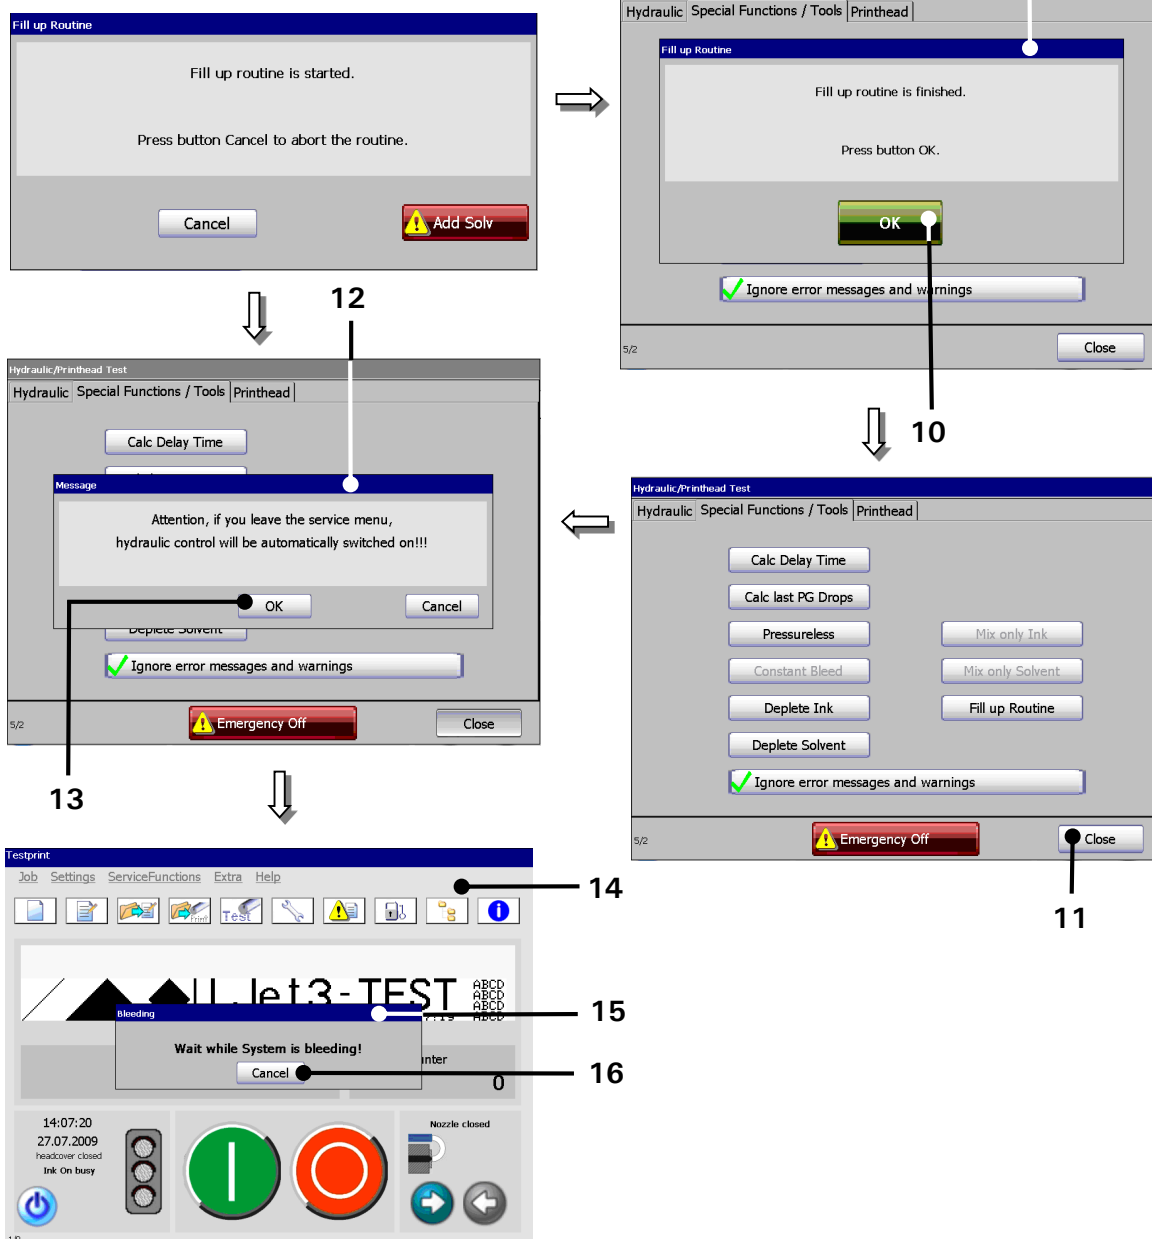 Fill up Routine
Fill up routine is started.
Press button Cancel to abort the routine.
Cancel
Add Solv
Hydraulic Special Functions / Tools Printhead
Fill up Routine
Fill up routine is finished.
Press button OK.
OK
Ignore error messages and warnings
5/2
Close
10
12
Hydraulic/Printhead Test
Hydraulic Special Functions / Tools Printhead
Calc Delay Time
Message
Attention, if you leave the service menu,
hydraulic control will be automatically switched on!!!
OK
Cancel
Deplete Solvent
Ignore error messages and warnings
5/2
Emergency Off
Close
13
Hydraulic/Printhead Test
Hydraulic Special Functions / Tools Printhead
Calc Delay Time
Calc last PG Drops
Pressureless
Mix only Ink
Constant Bleed
Mix only Solvent
Deplete Ink
Fill up Routine
Deplete Solvent
Ignore error messages and warnings
5/2
Emergency Off
Close
11
Testprint
Job Settings ServiceFunctions Extra Help
14
Print
Test
Jet3-TEST
ABCD
ABCD
ABCD
ABCD
15
Bleeding
Wait while System is bleeding!
Cancel
16
unter
0
14:07:20
27.07.2009
headcover closed
Ink On busy
Nozzle closed